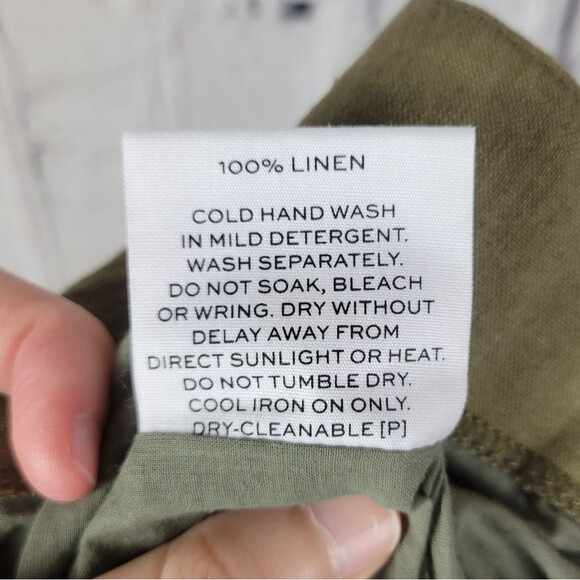 100% LINEN
COLD HAND WASH
IN MILD DETERGENT.
WASH SEPARATELY.
DO NOT SOAK, BLEACH
OR WRING. DRY WITHOUT
DELAY AWAY FROM
DIRECT SUNLIGHT OR HEAT.
DO NOT TUMBLE DRY.
COOL IRON ON ONLY.
DRY-CLEANABLE [P]